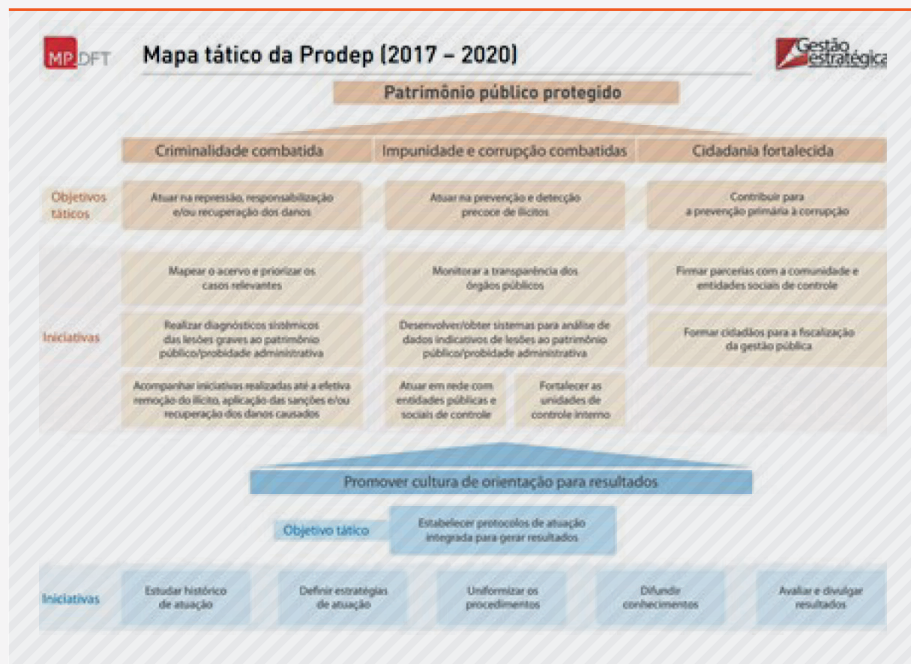 MPDFT
Mapa tático da Prodep (2017 – 2020)
Gestão
estratégica
Patrimônio público protegido
Criminalidade combatida
Impunidade e corrupção combatidas
Cidadania fortalecida
Objetivos
táticos
Atuar na repressão, responsabilização
e/ou recuperação dos danos
Atuar na prevenção e detecção
precoce de ilícitos
Contribuir para
a prevenção primária à corrupção
Iniciativas
Mapear o acervo e priorizar os
casos relevantes
Monitorar a transparência dos
órgãos públicos
Firmar parcerias com a comunidade e
entidades sociais de controle
Realizar diagnósticos sistêmicos
das lesões graves ao patrimônio
público/probidade administrativa
Desenvolver/obter sistemas para análise de
dados indicativos de lesões ao patrimônio
público/probidade administrativa
Formar cidadãos para a fiscalização
da gestão pública
Acompanhar iniciativas realizadas até a efetiva
remoção do ilícito, aplicação das sanções e/ou
recuperação dos danos causados
Atuar em rede com
entidades públicas e
sociais de controle
Fortalecer as
unidades de
controle interno
Promover cultura de orientação para resultados
Objetivo tático
Estabelecer protocolos de atuação
integrada para gerar resultados
Iniciativas
Estudar histórico
de atuação
Definir estratégias
de atuação
Uniformizar os
procedimentos
Difundir
conhecimentos
Avaliar e divulgar
resultados